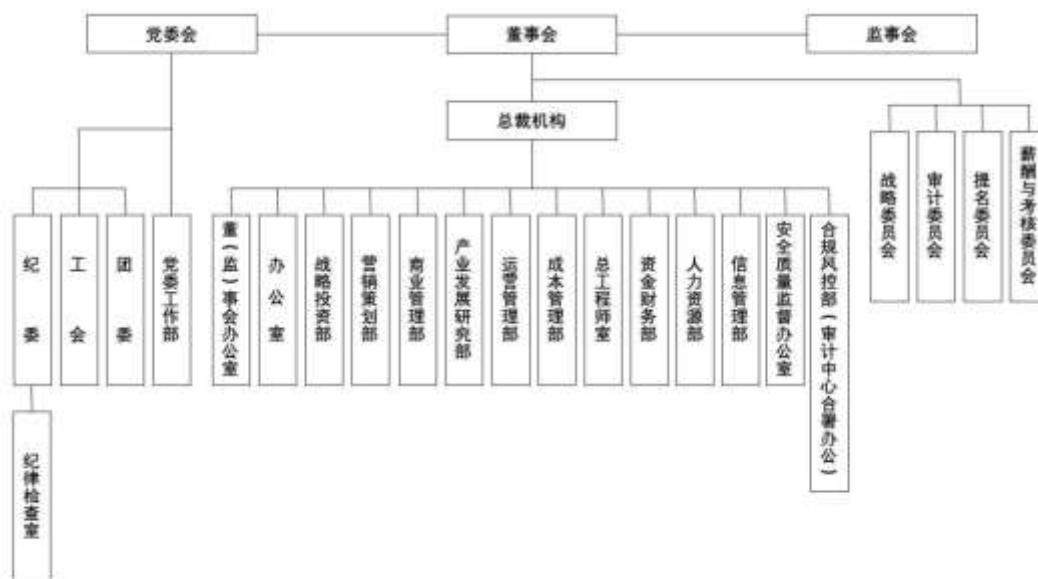 党委会
董事会
监事会
总裁机构
战略委员会
审计委员会
提名委员会
薪酬与考核委员会
纪委
工会
团委
党委工作部
董（监）事会办公室
办公室
战略投资部
营销策划部
商业管理部
产业发展研究部
运营管理部
成本管理部
总工程师室
资金财务部
人力资源部
信息管理部
安全质量监督办公室
合规风控部（审计中心合署办公）
纪律检查室